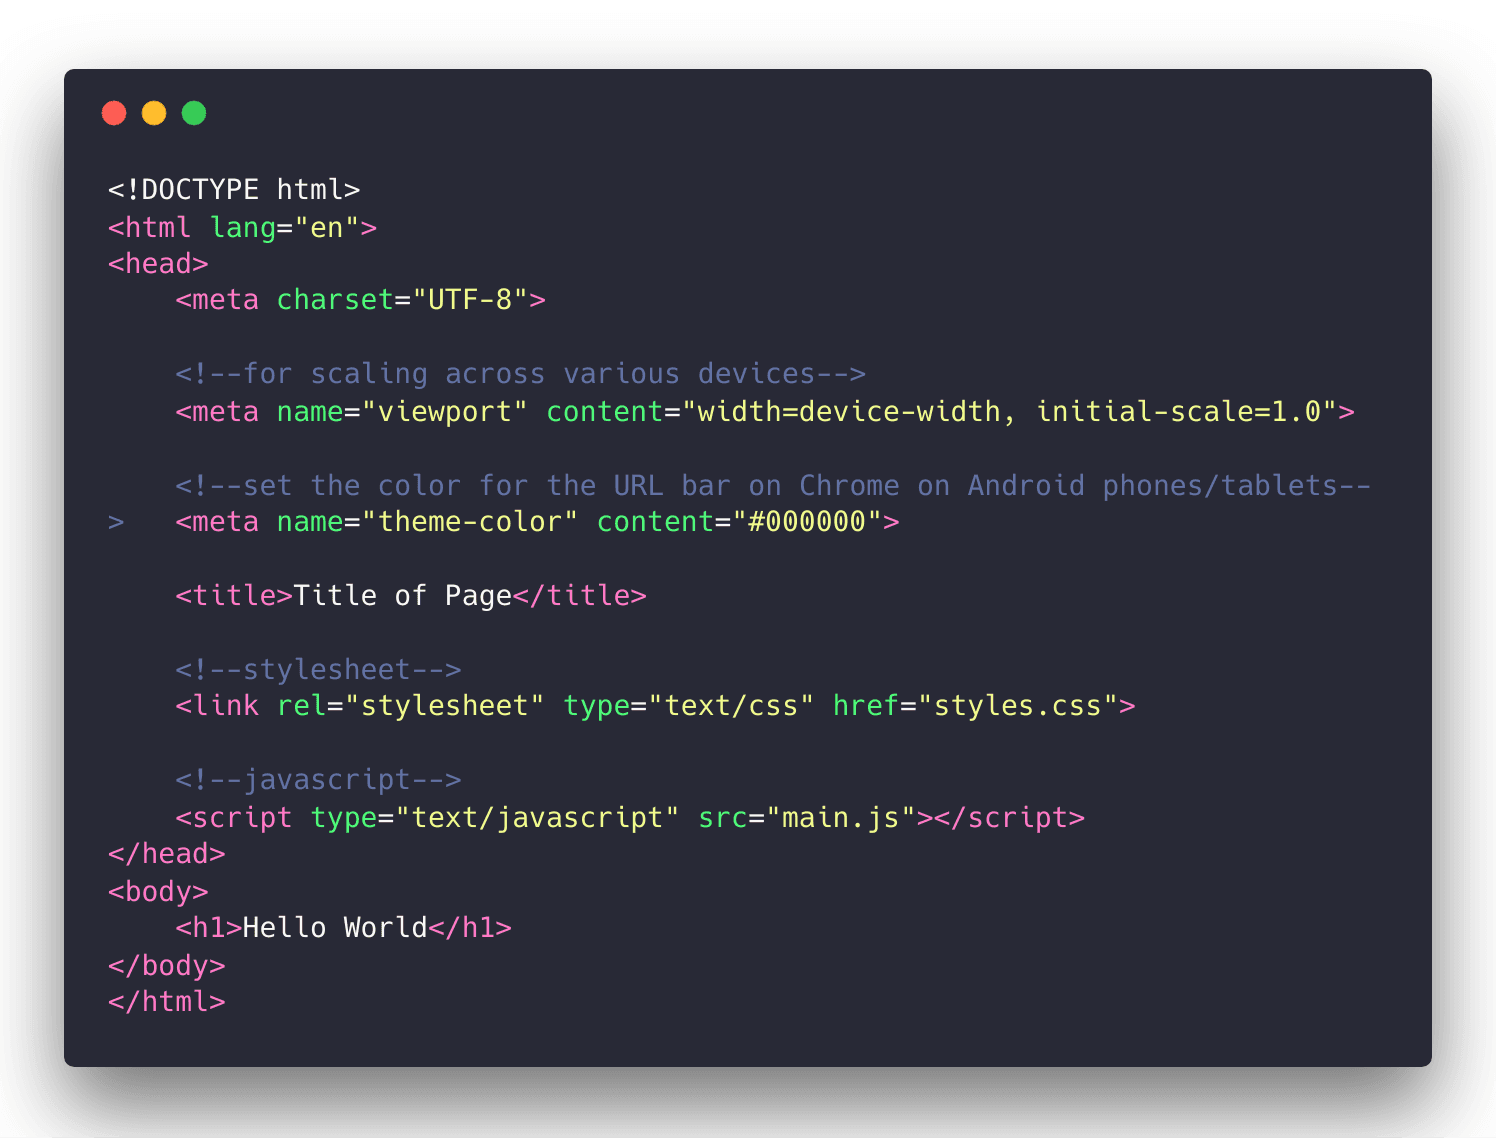 <!DOCTYPE html>
<html lang="en">
<head>
    <meta charset="UTF-8">

    <!--for scaling across various devices-->
    <meta name="viewport" content="width=device-width, initial-scale=1.0">

    <!--set the color for the URL bar on Chrome on Android phones/tablets--
>   <meta name="theme-color" content="#000000">

    <title>Title of Page</title>

    <!--stylesheet-->
    <link rel="stylesheet" type="text/css" href="styles.css">

    <!--javascript-->
    <script type="text/javascript" src="main.js"></script>
</head>
<body>
    <h1>Hello World</h1>
</body>
</html>